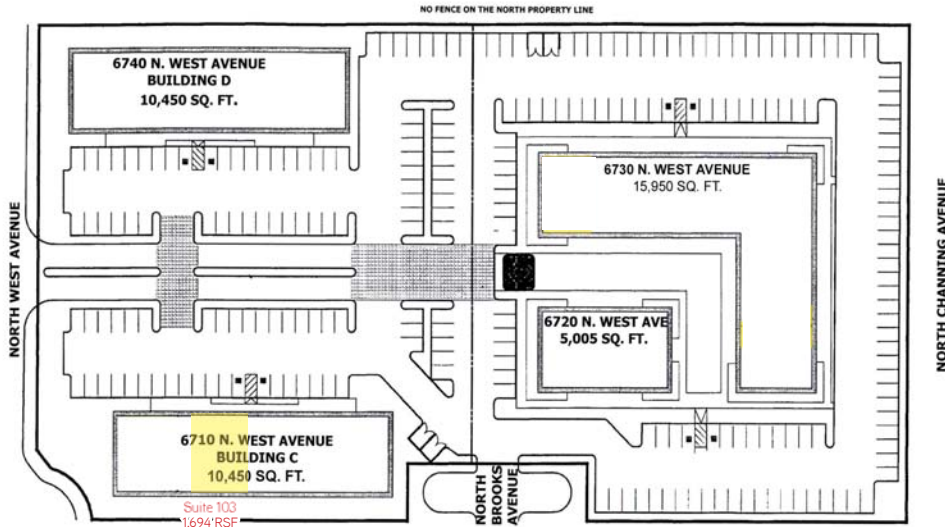 NO FENCE ON THE NORTH PROPERTY LINE
6740 N. WEST AVENUE
BUILDING D
10,450 SQ. FT.
6730 N. WEST AVENUE
15,950 SQ. FT.
NORTH WEST AVENUE
NORTH CHANNING AVENUE
6720 N. WEST AVE
5,005 SQ. FT.
6710 N. WEST AVENUE
BUILDING C
10,450 SQ. FT.
NORTH
BROOKS
AVENUE
Suite 103
1,694'RSF